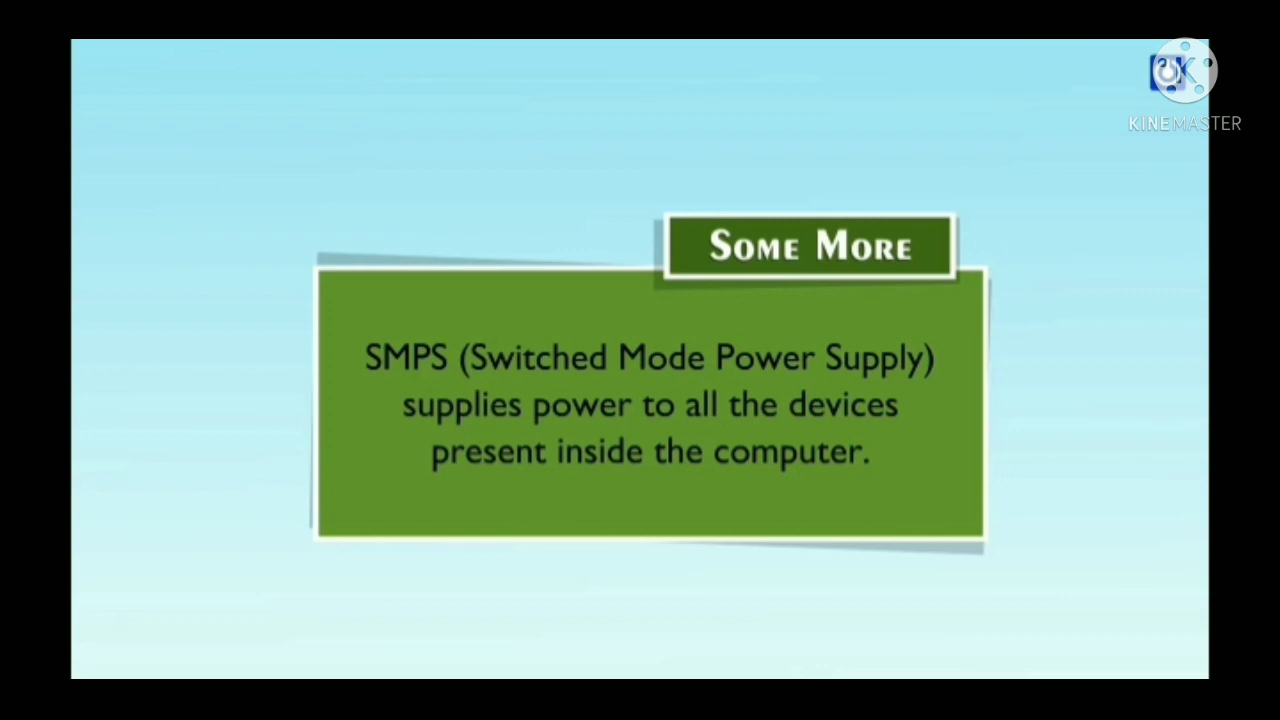 KINEMASTER
SOME MORE
SMPS (Switched Mode Power Supply)
supplies power to all the devices
present inside the computer.